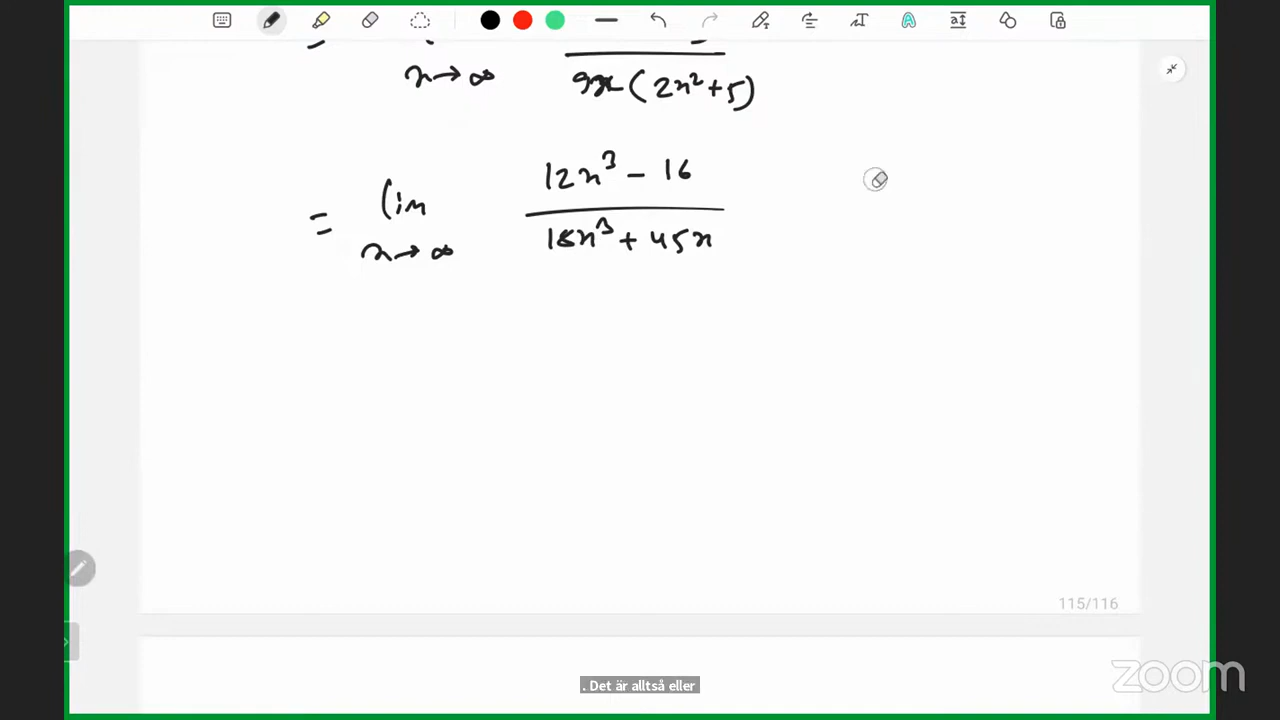 x→∞
9x(2x²+5)
= lim x→∞ (12x³ − 16)/(18x³ + 45x)
115/116
zoom
. Det är alltså eller